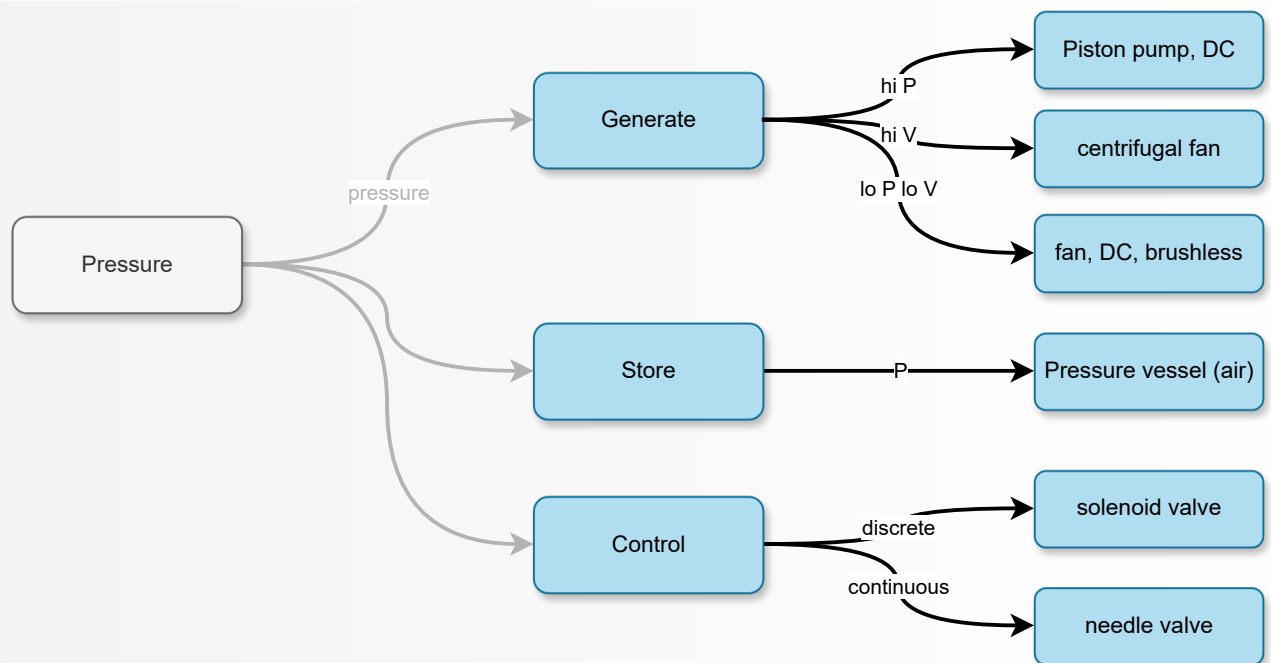 Piston pump, DC
hi P
Generate
hi V
centrifugal fan
pressure
lo P lo V
fan, DC, brushless
Pressure
Store
P
Pressure vessel (air)
solenoid valve
discrete
Control
continuous
needle valve